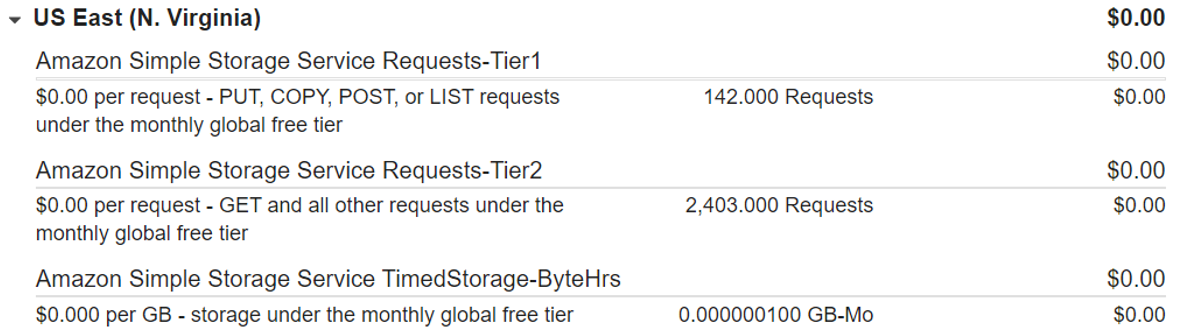 US East (N. Virginia) $0.00
Amazon Simple Storage Service Requests-Tier1 $0.00
$0.00 per request - PUT, COPY, POST, or LIST requests 142.000 Requests $0.00
under the monthly global free tier
Amazon Simple Storage Service Requests-Tier2 $0.00
$0.00 per request - GET and all other requests under the 2,403.000 Requests $0.00
monthly global free tier
Amazon Simple Storage Service TimedStorage-ByteHrs $0.00
$0.000 per GB - storage under the monthly global free tier 0.000000100 GB-Mo $0.00